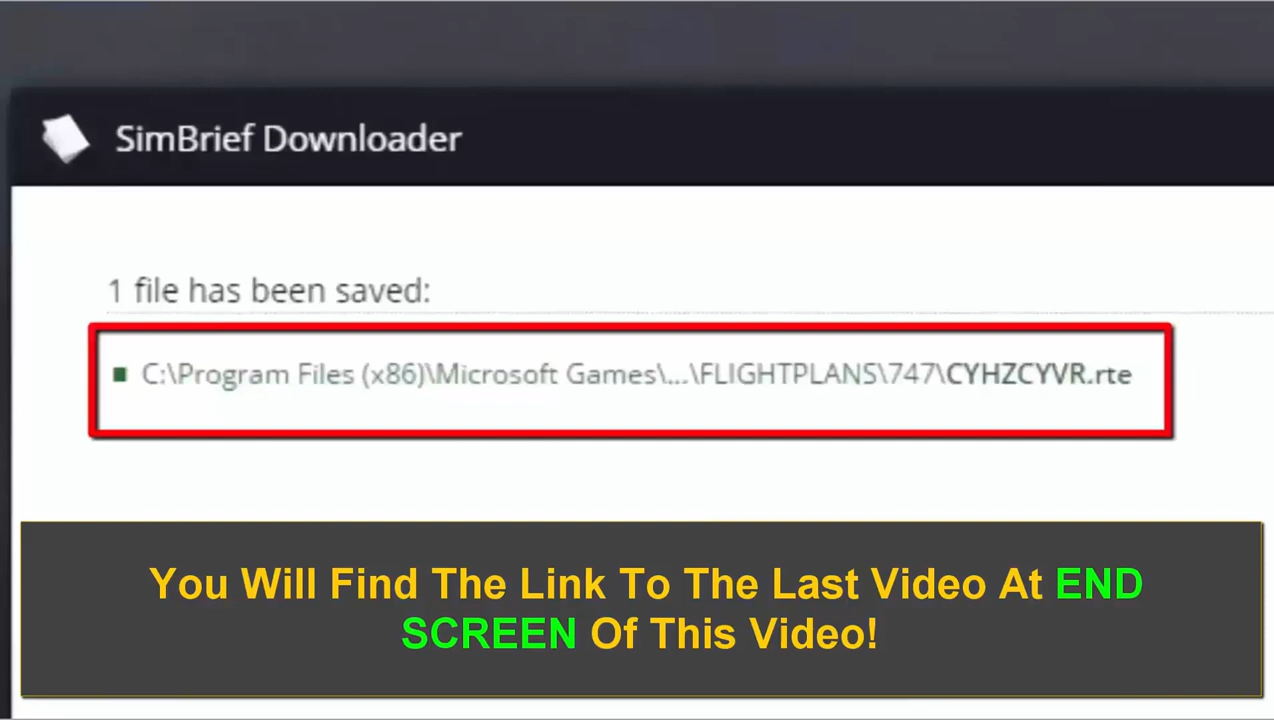 SimBrief Downloader
1 file has been saved:
C:\Program Files (x86)\Microsoft Games\...\FLIGHTPLANS\747\CYHZCYVR.rte
You Will Find The Link To The Last Video At END
SCREEN Of This Video!